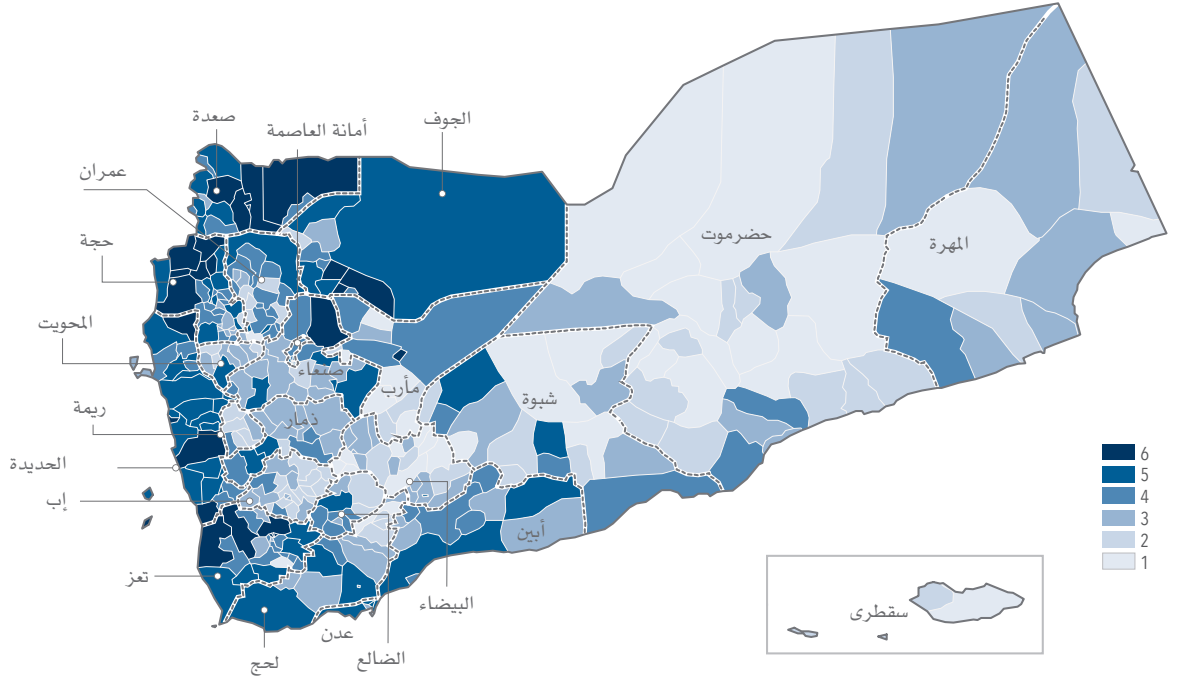 صعدة
أمانة العاصمة
الجوف
عمران
حجة
المحويت
ريمة
الحديدة
إب
تعز
لحج
عدن
الضالع
البيضاء
أبين
شبوة
مأرب
صنعاء
ذمار
حضرموت
المهرة
سقطرى
6
5
4
3
2
1